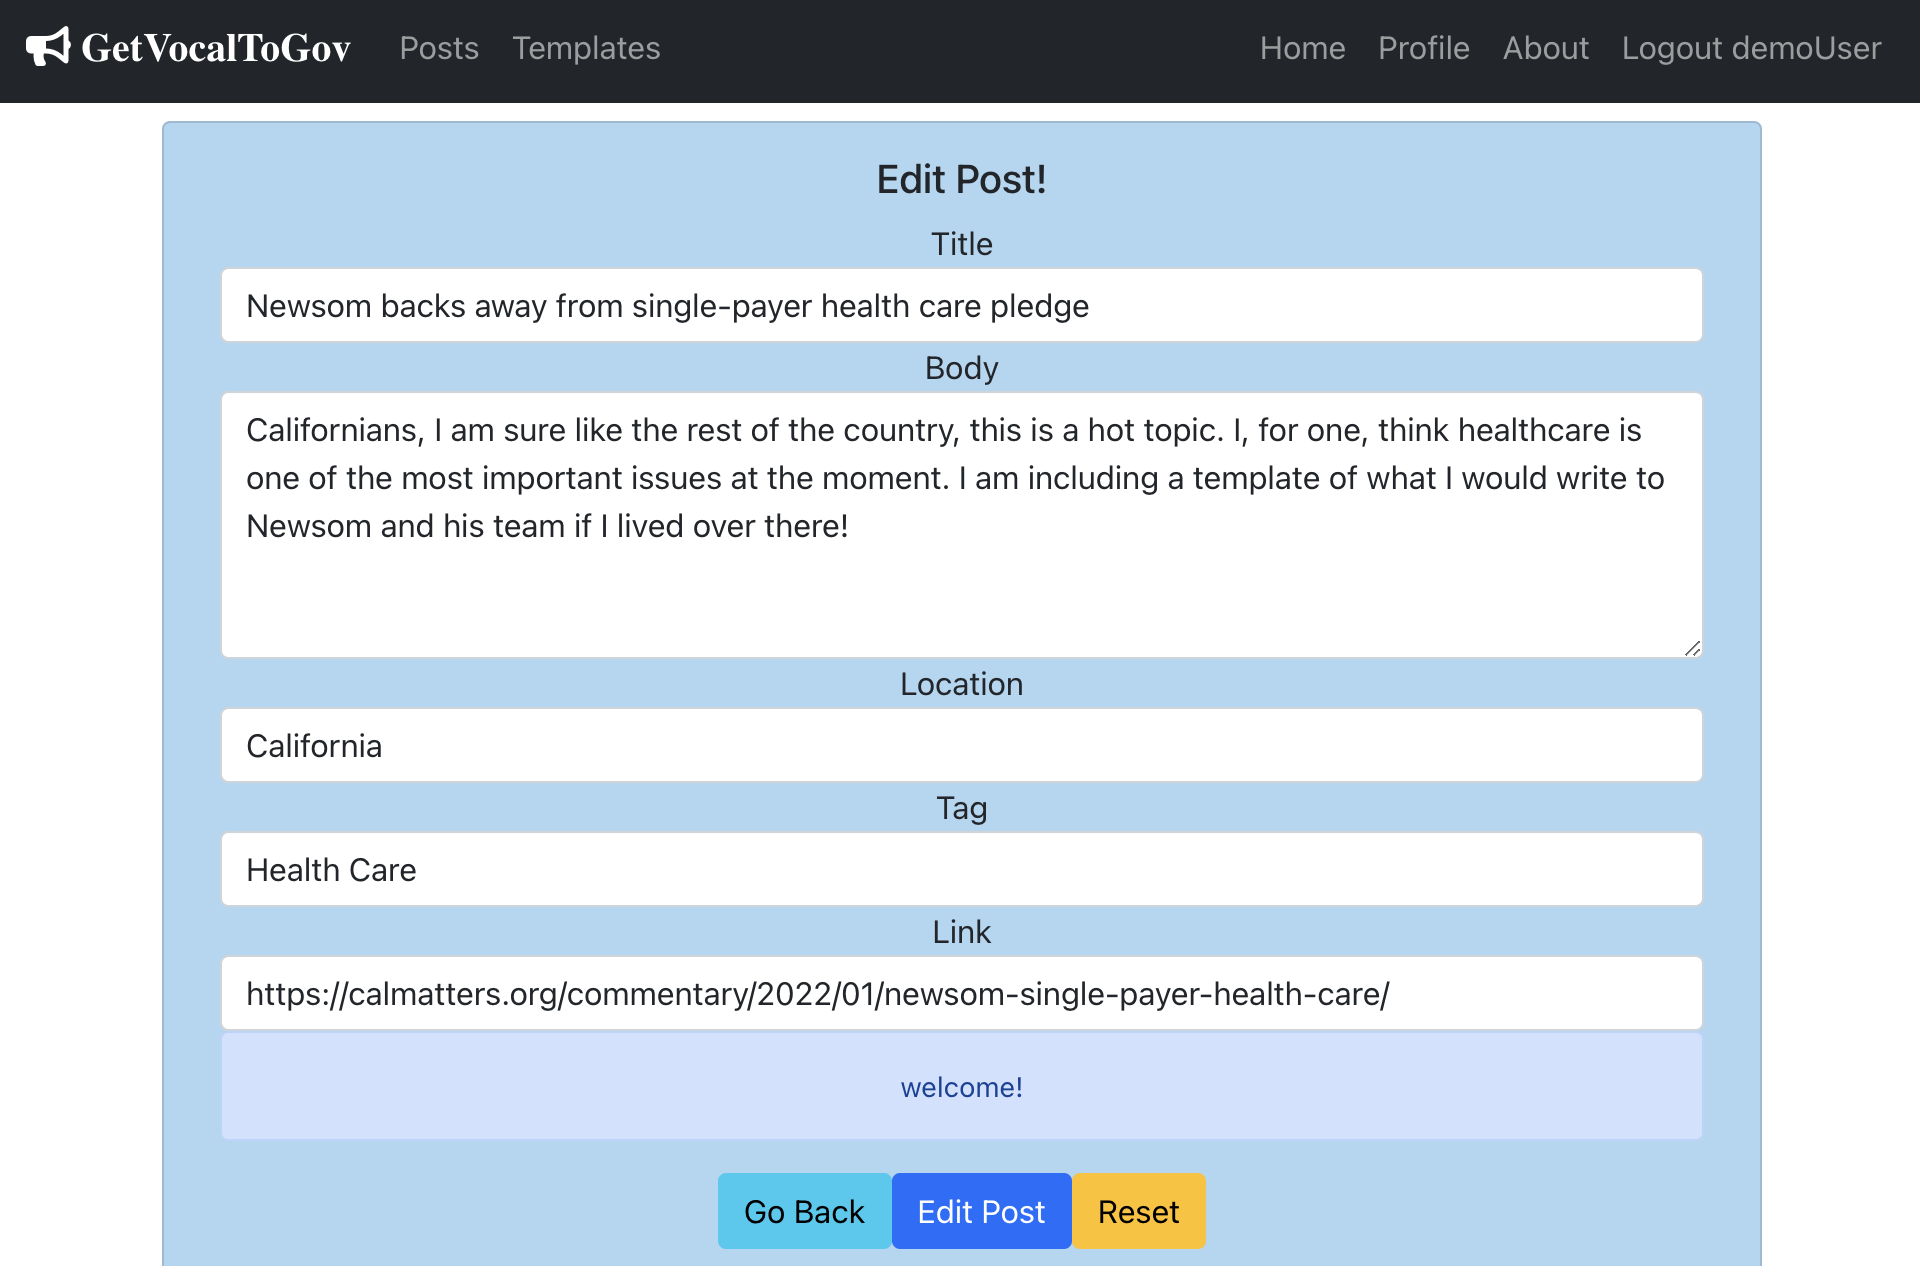 GetVocalToGov Posts Templates Home Profile About Logout demoUser
Edit Post!
Title
Newsom backs away from single-payer health care pledge
Body
Californians, I am sure like the rest of the country, this is a hot topic. I, for one, think healthcare is
one of the most important issues at the moment. I am including a template of what I would write to
Newsom and his team if I lived over there!
Location
California
Tag
Health Care
Link
https://calmatters.org/commentary/2022/01/newsom-single-payer-health-care/
welcome!
Go Back Edit Post Reset